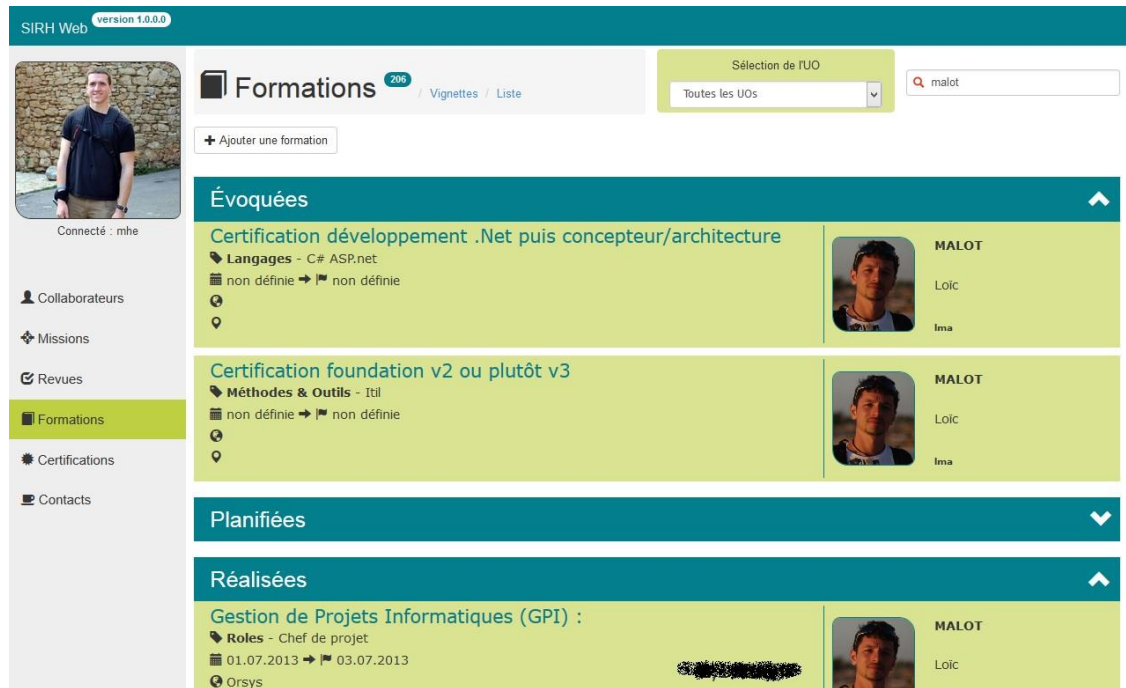 SIRH Web version 1.0.0.0
Formations 206 / Vignettes / Liste
Sélection de l'UO
Toutes les UOs
malot
Ajouter une formation
Connecté : mhe
Collaborateurs
Missions
Revues
Formations
Certifications
Contacts
Évoquées
Certification développement .Net puis concepteur/architecture
Langages - C# ASP.net
non définie non définie
MALOT
Loïc
lma
Certification foundation v2 ou plutôt v3
Méthodes & Outils - Itil
non définie non définie
MALOT
Loïc
lma
Planifiées
Réalisées
Gestion de Projets Informatiques (GPI) :
Roles - Chef de projet
01.07.2013 03.07.2013
Orsys
MALOT
Loïc